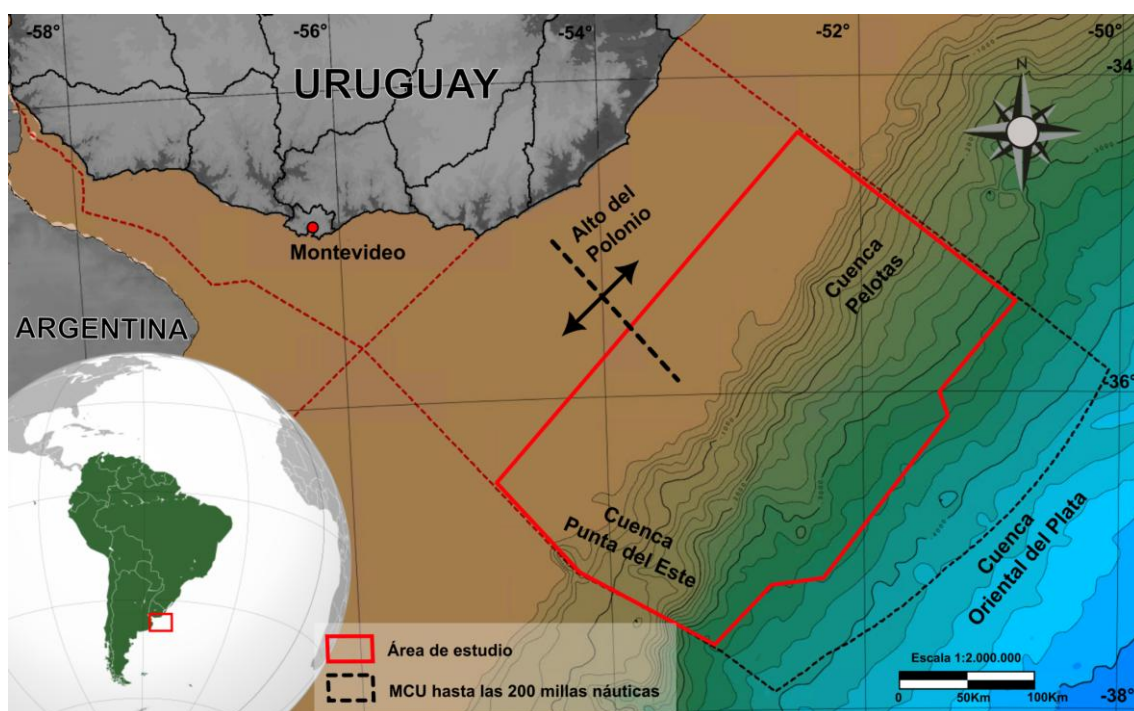 -58°
-56°
-54°
-52°
-50°
URUGUAY
-34°
N
Alto del
Polonio
Montevideo
Cuenca
Pelotas
ARGENTINA
-36°
Cuenca
Punta del Este
Cuenca
Oriental del Plata
Área de estudio
MCU hasta las 200 millas náuticas
Escala 1:2.000.000
0
50Km
100Km
-38°